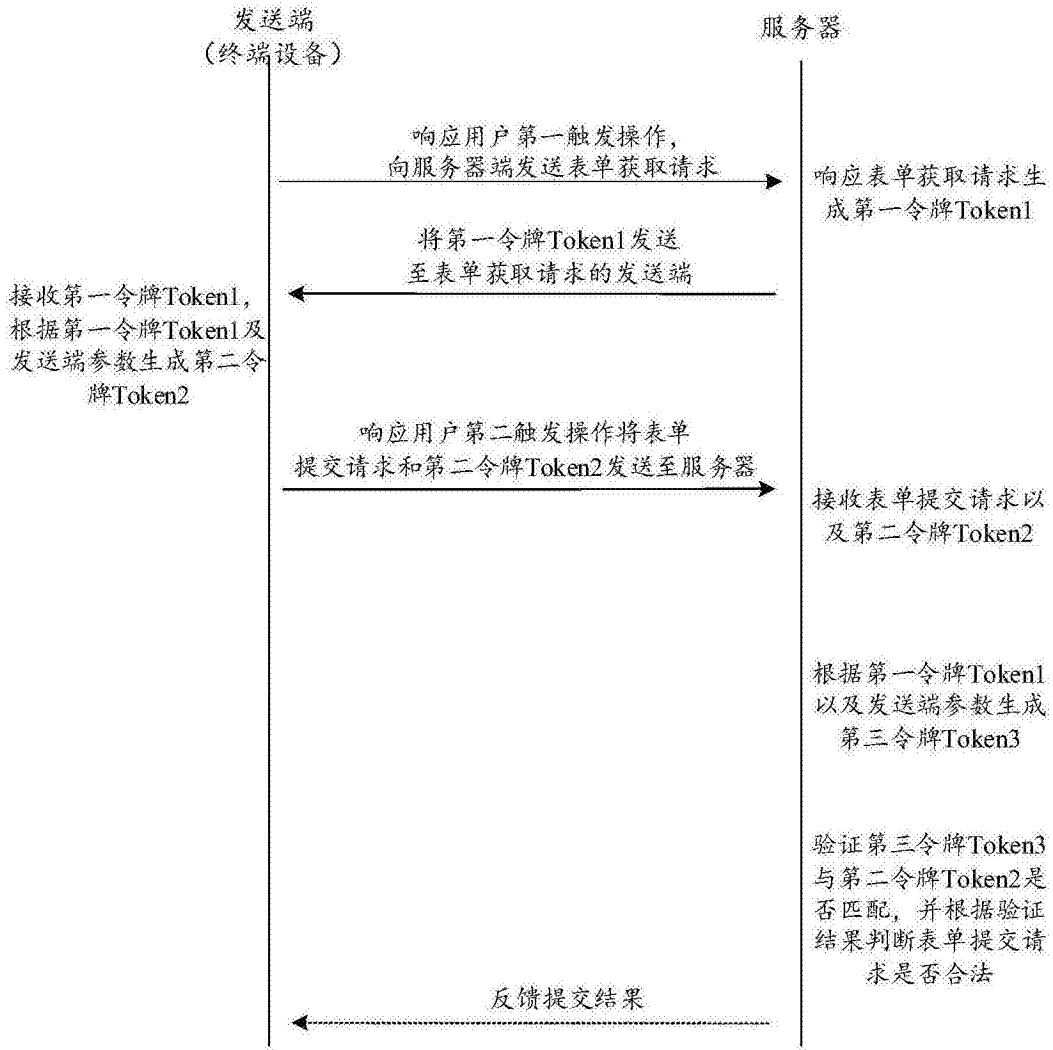 发送端
（终端设备）
服务器
响应用户第一触发操作，
向服务器端发送表单获取请求
响应表单获取请求生
成第一令牌Token1
将第一令牌Token1发送
至表单获取请求的发送端
接收第一令牌Token1，
根据第一令牌Token1及
发送端参数生成第二令
牌Token2
响应用户第二触发操作将表单
提交请求和第二令牌Token2发送至服务器
接收表单提交请求以
及第二令牌Token2
根据第一令牌Token1
以及发送端参数生成
第三令牌Token3
验证第三令牌Token3
与第二令牌Token2是
否匹配，并根据验证
结果判断表单提交请
求是否合法
反馈提交结果